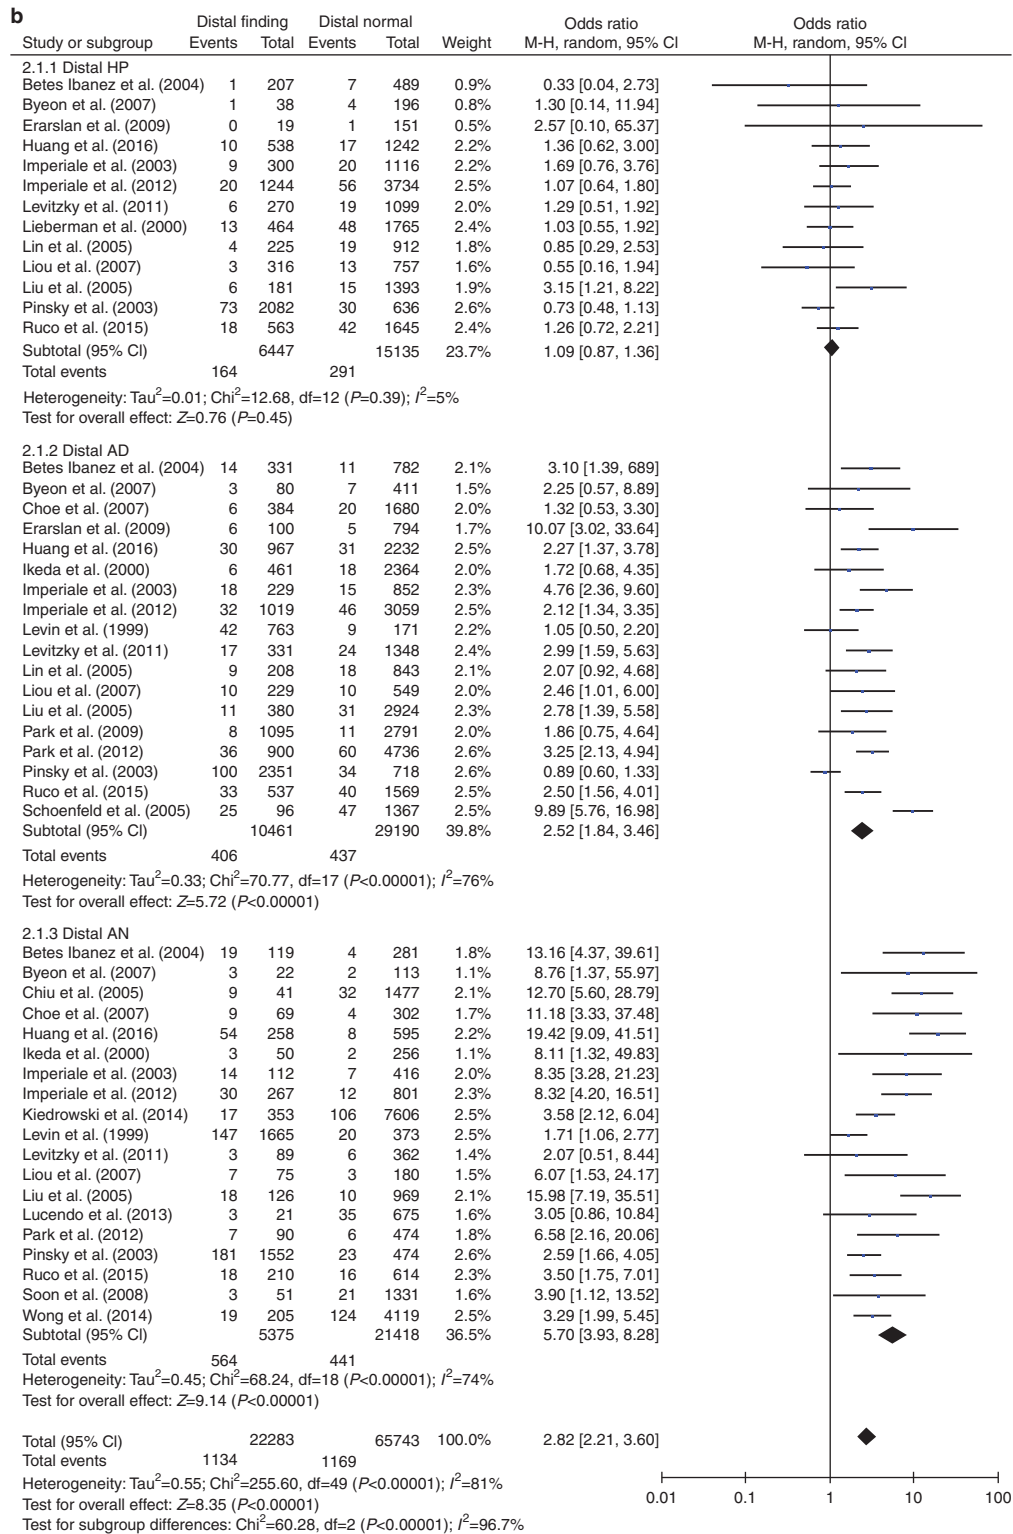 b
Distal finding Distal normal Odds ratio Odds ratio
Study or subgroup Events Total Events Total Weight M-H, random, 95% CI M-H, random, 95% CI
2.1.1 Distal HP
Betes Ibanez et al. (2004) 1 207 7 489 0.9% 0.33 [0.04, 2.73]
Byeon et al. (2007) 1 38 4 196 0.8% 1.30 [0.14, 11.94]
Erarslan et al. (2009) 0 19 1 151 0.5% 2.57 [0.10, 65.37]
Huang et al. (2016) 10 538 17 1242 2.2% 1.36 [0.62, 3.00]
Imperiale et al. (2003) 9 300 20 1116 2.2% 1.69 [0.76, 3.76]
Imperiale et al. (2012) 20 1244 56 3734 2.5% 1.07 [0.64, 1.80]
Levitzky et al. (2011) 6 270 19 1099 2.0% 1.29 [0.51, 1.92]
Lieberman et al. (2000) 13 464 48 1765 2.4% 1.03 [0.55, 1.92]
Lin et al. (2005) 4 225 19 912 1.8% 0.85 [0.29, 2.53]
Liou et al. (2007) 3 316 13 757 1.6% 0.55 [0.16, 1.94]
Liu et al. (2005) 6 181 15 1393 1.9% 3.15 [1.21, 8.22]
Pinsky et al. (2003) 73 2082 30 636 2.6% 0.73 [0.48, 1.13]
Ruco et al. (2015) 18 563 42 1645 2.4% 1.26 [0.72, 2.21]
Subtotal (95% CI) 6447 15135 23.7% 1.09 [0.87, 1.36]
Total events 164 291
Heterogeneity: Tau²=0.01; Chi²=12.68, df=12 (P=0.39); I²=5%
Test for overall effect: Z=0.76 (P=0.45)
2.1.2 Distal AD
Betes Ibanez et al. (2004) 14 331 11 782 2.1% 3.10 [1.39, 689]
Byeon et al. (2007) 3 80 7 411 1.5% 2.25 [0.57, 8.89]
Choe et al. (2007) 6 384 20 1680 2.0% 1.32 [0.53, 3.30]
Erarslan et al. (2009) 6 100 5 794 1.7% 10.07 [3.02, 33.64]
Huang et al. (2016) 30 967 31 2232 2.5% 2.27 [1.37, 3.78]
Ikeda et al. (2000) 6 461 18 2364 2.0% 1.72 [0.68, 4.35]
Imperiale et al. (2003) 18 229 15 852 2.3% 4.76 [2.36, 9.60]
Imperiale et al. (2012) 32 1019 46 3059 2.5% 2.12 [1.34, 3.35]
Levin et al. (1999) 42 763 9 171 2.2% 1.05 [0.50, 2.20]
Levitzky et al. (2011) 17 331 24 1348 2.4% 2.99 [1.59, 5.63]
Lin et al. (2005) 9 208 18 843 2.1% 2.07 [0.92, 4.68]
Liou et al. (2007) 10 229 10 549 2.0% 2.46 [1.01, 6.00]
Liu et al. (2005) 11 380 31 2924 2.3% 2.78 [1.39, 5.58]
Park et al. (2009) 8 1095 11 2791 2.0% 1.86 [0.75, 4.64]
Park et al. (2012) 36 900 60 4736 2.6% 3.25 [2.13, 4.94]
Pinsky et al. (2003) 100 2351 34 718 2.6% 0.89 [0.60, 1.33]
Ruco et al. (2015) 33 537 40 1569 2.5% 2.50 [1.56, 4.01]
Schoenfeld et al. (2005) 25 96 47 1367 2.5% 9.89 [5.76, 16.98]
Subtotal (95% CI) 10461 29190 39.8% 2.52 [1.84, 3.46]
Total events 406 437
Heterogeneity: Tau²=0.33; Chi²=70.77, df=17 (P<0.00001); I²=76%
Test for overall effect: Z=5.72 (P<0.00001)
2.1.3 Distal AN
Betes Ibanez et al. (2004) 19 119 4 281 1.8% 13.16 [4.37, 39.61]
Byeon et al. (2007) 3 22 2 113 1.1% 8.76 [1.37, 55.97]
Chiu et al. (2005) 9 41 32 1477 2.1% 12.70 [5.60, 28.79]
Choe et al. (2007) 9 69 4 302 1.7% 11.18 [3.33, 37.48]
Huang et al. (2016) 54 258 8 595 2.2% 19.42 [9.09, 41.51]
Ikeda et al. (2000) 3 50 2 256 1.1% 8.11 [1.32, 49.83]
Imperiale et al. (2003) 14 112 7 416 2.0% 8.35 [3.28, 21.23]
Imperiale et al. (2012) 30 267 12 801 2.3% 8.32 [4.20, 16.51]
Kiedrowski et al. (2014) 17 353 106 7606 2.5% 3.58 [2.12, 6.04]
Levin et al. (1999) 147 1665 20 373 2.5% 1.71 [1.06, 2.77]
Levitzky et al. (2011) 3 89 6 362 1.4% 2.07 [0.51, 8.44]
Liou et al. (2007) 7 75 3 180 1.5% 6.07 [1.53, 24.17]
Liu et al. (2005) 18 126 10 969 2.1% 15.98 [7.19, 35.51]
Lucendo et al. (2013) 3 21 35 675 1.6% 3.05 [0.86, 10.84]
Park et al. (2012) 7 90 6 474 1.8% 6.58 [2.16, 20.06]
Pinsky et al. (2003) 181 1552 23 474 2.6% 2.59 [1.66, 4.05]
Ruco et al. (2015) 18 210 16 614 2.3% 3.50 [1.75, 7.01]
Soon et al. (2008) 3 51 21 1331 1.6% 3.90 [1.12, 13.52]
Wong et al. (2014) 19 205 124 4119 2.5% 3.29 [1.99, 5.45]
Subtotal (95% CI) 5375 21418 36.5% 5.70 [3.93, 8.28]
Total events 564 441
Heterogeneity: Tau²=0.45; Chi²=68.24, df=18 (P<0.00001); I²=74%
Test for overall effect: Z=9.14 (P<0.00001)
Total (95% CI) 22283 65743 100.0% 2.82 [2.21, 3.60]
Total events 1134 1169
Heterogeneity: Tau²=0.55; Chi²=255.60, df=49 (P<0.00001); I²=81%
Test for overall effect: Z=8.35 (P<0.00001)
Test for subgroup differences: Chi²=60.28, df=2 (P<0.00001); I²=96.7%
0.01 0.1 1 10 100